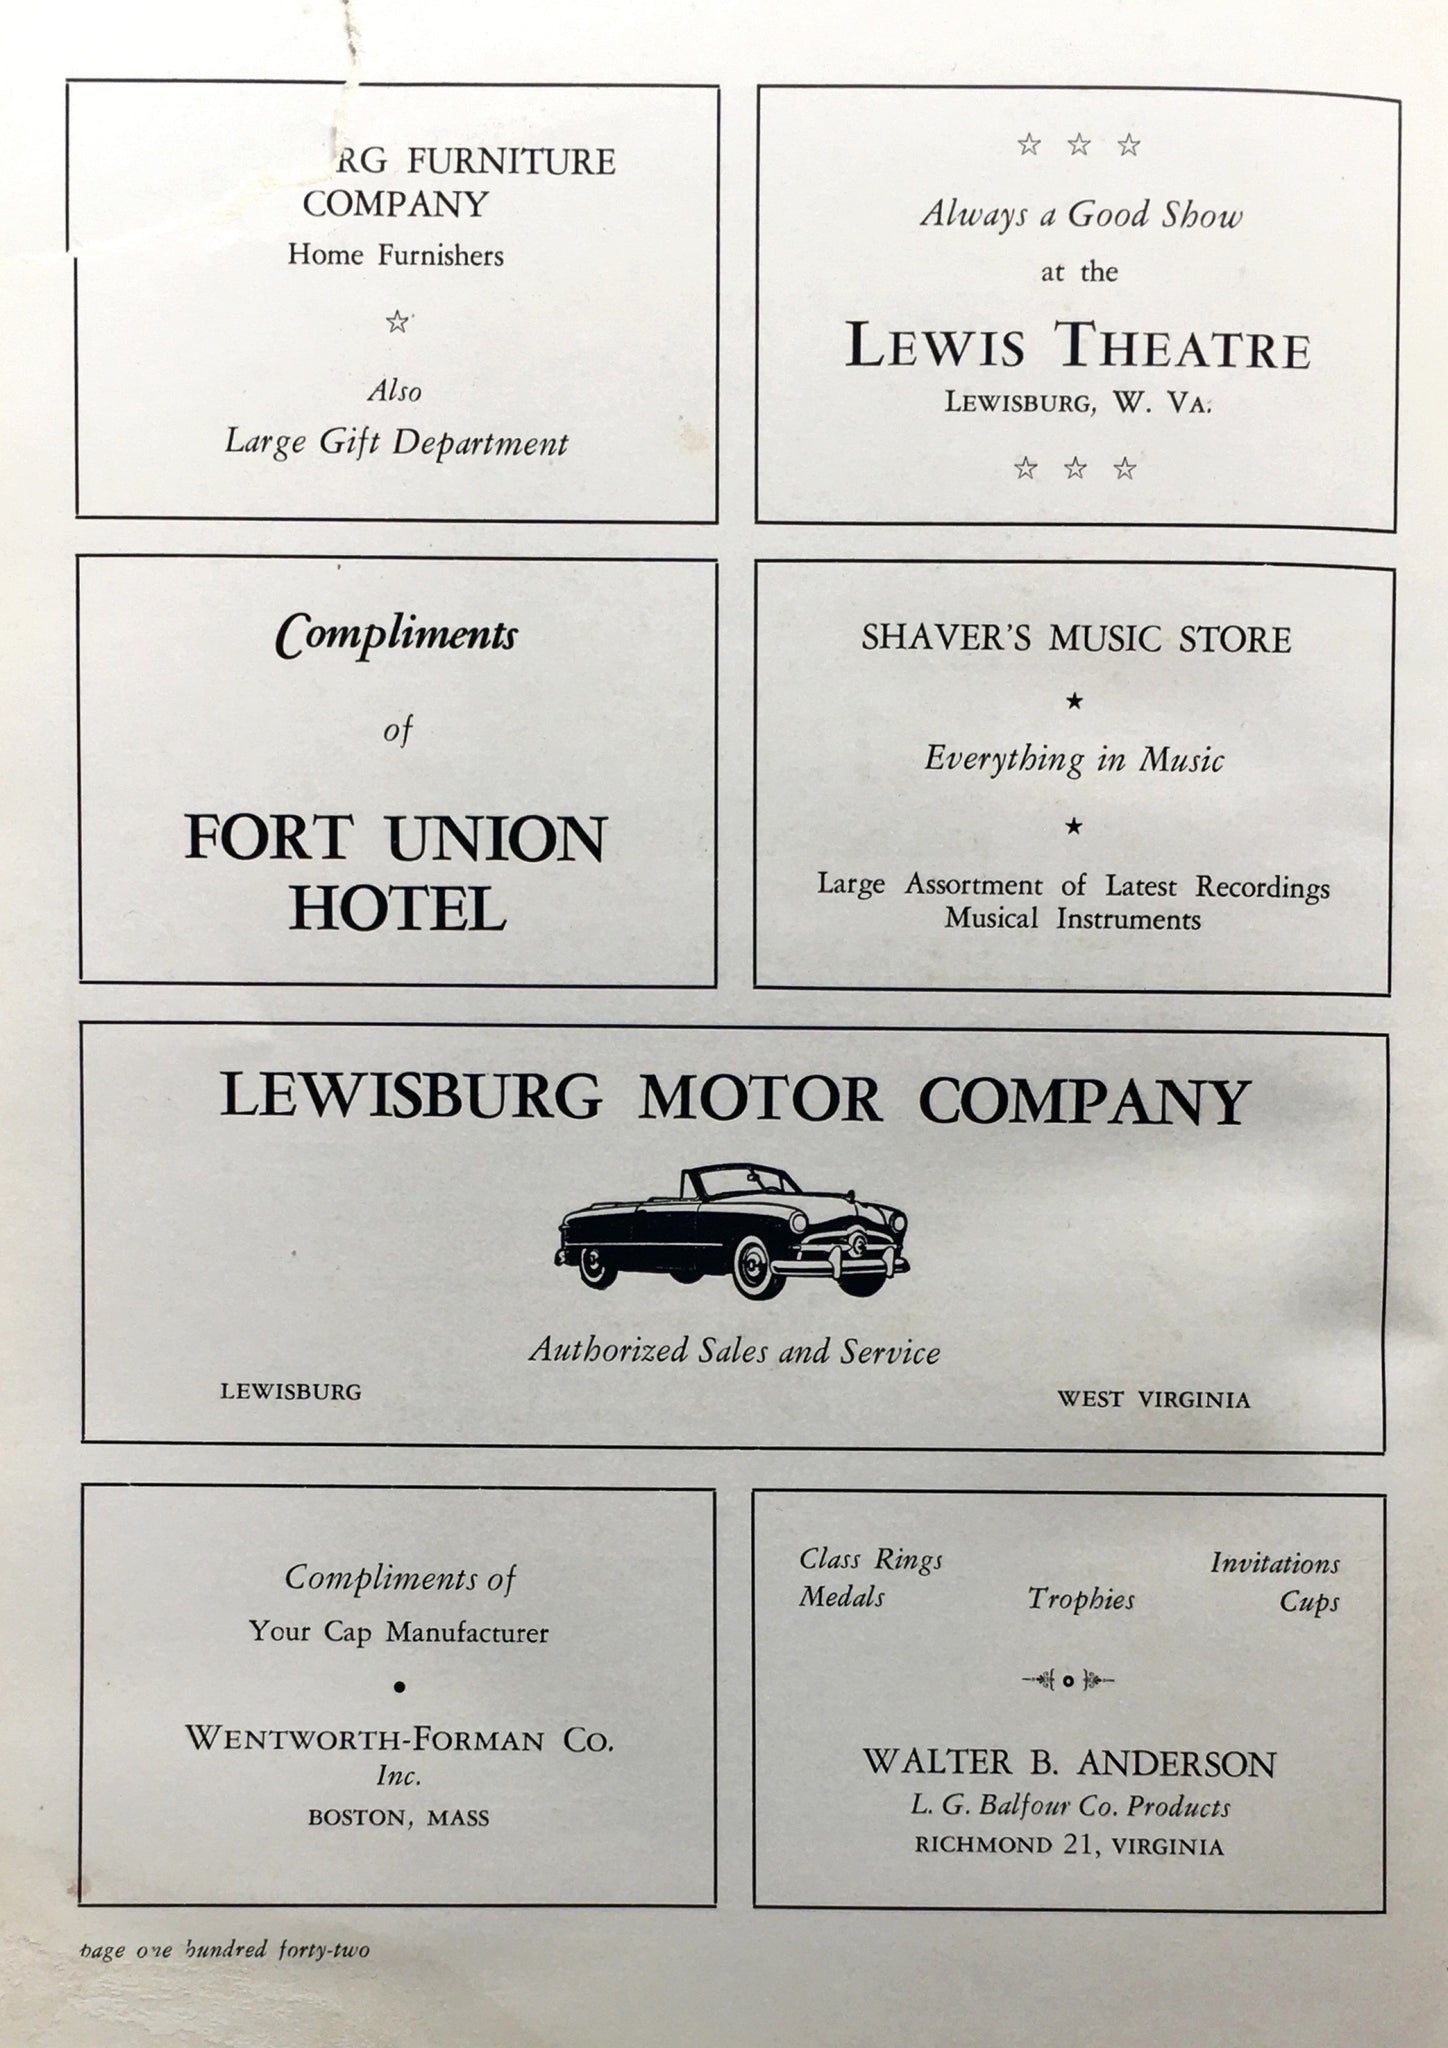 RG FURNITURE
COMPANY
Home Furnishers
Also
Large Gift Department
Always a Good Show
at the
LEWIS THEATRE
LEWISBURG, W. VA.
Compliments
of
FORT UNION
HOTEL
SHAVER'S MUSIC STORE
Everything in Music
Large Assortment of Latest Recordings
Musical Instruments
LEWISBURG MOTOR COMPANY
Authorized Sales and Service
LEWISBURG WEST VIRGINIA
Compliments of
Your Cap Manufacturer
WENTWORTH-FORMAN CO.
Inc.
BOSTON, MASS
Class Rings Invitations
Medals Trophies Cups
WALTER B. ANDERSON
L. G. Balfour Co. Products
RICHMOND 21, VIRGINIA
page one hundred forty-two